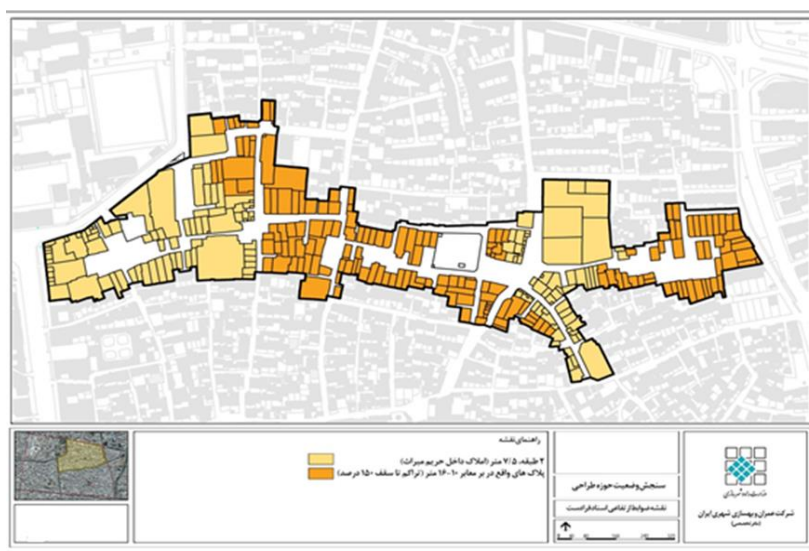 راهنمای نقشه
۲ طبقه، ۷/۵ متر (املاک داخل حریم میراث)
پلاک های واقع در بر معابر ۱۰-۱۶ متر (تراکم تا سقف ۱۵۰ درصد)
سنجش وضعیت حوزه طراحی
نقشه ضوابط ارتفاعی اسناد فرادست
شرکت عمران و بهسازی شهری ایران